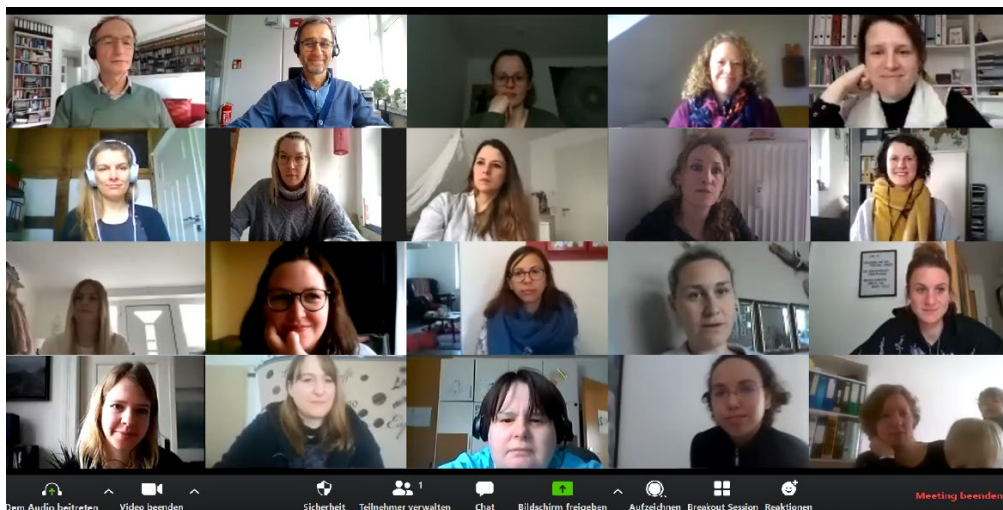 1
Dem Audio beitreten
Video beenden
Sicherheit
Teilnehmer verwalten
Chat
Bildschirm freigeben
Aufzeichnen
Breakout Session
Reaktionen
Meeting beenden